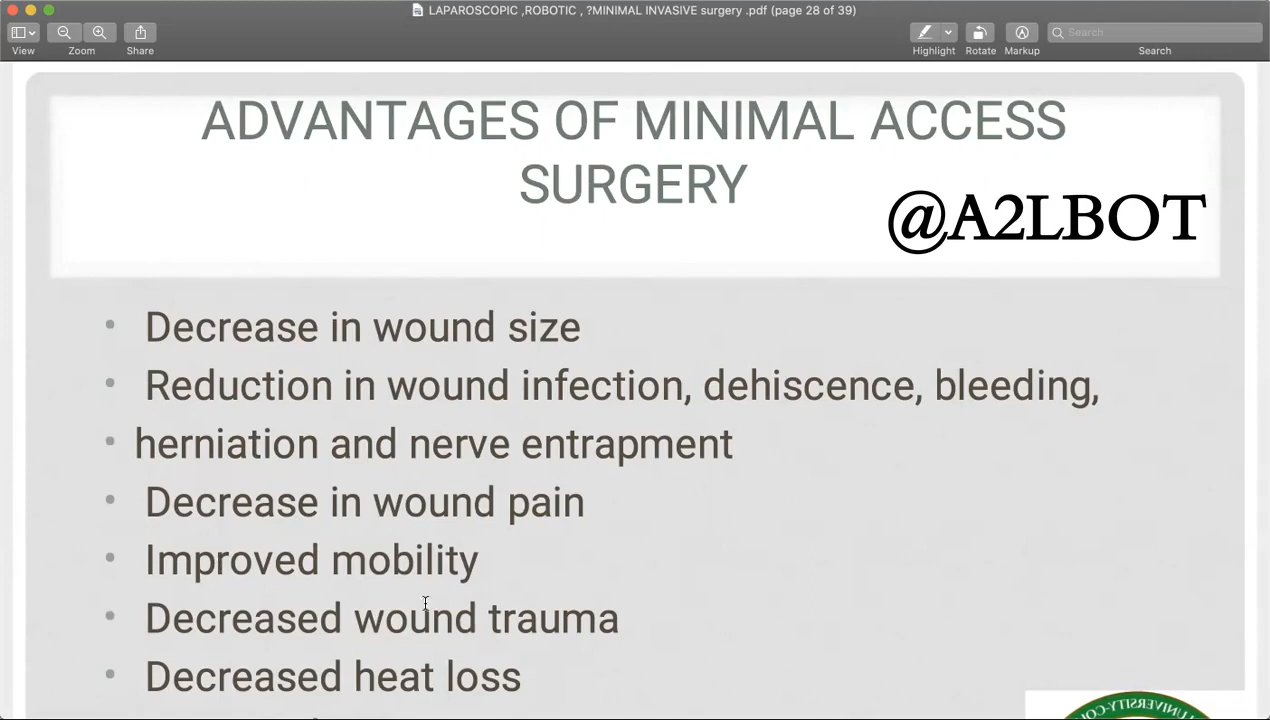 LAPAROSCOPIC ,ROBOTIC , ?MINIMAL INVASIVE surgery .pdf (page 28 of 39)
View
Zoom
Share
Highlight
Rotate
Markup
Search
Search
ADVANTAGES OF MINIMAL ACCESS
SURGERY
@A2LBOT
• Decrease in wound size
• Reduction in wound infection, dehiscence, bleeding,
• herniation and nerve entrapment
• Decrease in wound pain
• Improved mobility
• Decreased wound trauma
• Decreased heat loss